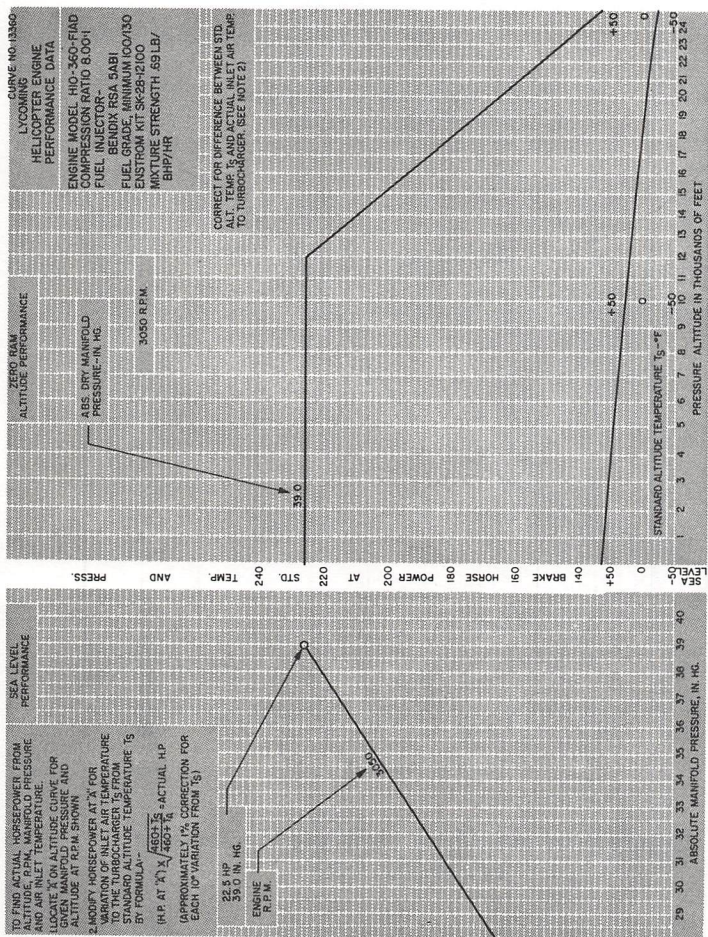 CURVE NO. 13360
LYCOMING
HELICOPTER ENGINE
PERFORMANCE DATA
ENGINE MODEL HIO-360-F1AD
COMPRESSION RATIO 8.00:1
FUEL INJECTOR-
BENDIX RSA 5AB1
FUEL GRADE, MINIMUM 100/130
ENSTROM KIT SK-28-12100
MIXTURE STRENGTH .69 LB/
BHP/HR
ZERO RAM
ALTITUDE PERFORMANCE
ABS. DRY MANIFOLD
PRESSURE-IN. HG.
3050 R.P.M.
CORRECT FOR DIFFERENCE BETWEEN STD.
ALT. TEMP. TS AND ACTUAL INLET AIR TEMP.
TO TURBOCHARGER. (SEE NOTE 2)
39.0
+50
0
-50
+50
0
-50
STANDARD ALTITUDE TEMPERATURE TS-°F
1 2 3 4 5 6 7 8 9 10 11 12 13 14 15 16 17 18 19 20 21 22 23 24
PRESSURE ALTITUDE IN THOUSANDS OF FEET
SEA LEVEL
-50 0 +50 140 BRAKE 160 HORSE 180 POWER 200 AT 220 STD. 240 TEMP. AND PRESS.
SEA LEVEL
PERFORMANCE
TO FIND ACTUAL HORSEPOWER FROM
ALTITUDE, R.P.M., MANIFOLD PRESSURE
AND AIR INLET TEMPERATURE.
1. LOCATE "A" ON ALTITUDE CURVE FOR
GIVEN MANIFOLD PRESSURE AND
ALTITUDE AT R.P.M. SHOWN
2. MODIFY HORSEPOWER AT "A" FOR
VARIATION OF INLET AIR TEMPERATURE
TO THE TURBOCHARGER TS FROM
STANDARD ALTITUDE TEMPERATURE TS
BY FORMULA--
(H.P. AT "A") X √460+TS/460+TA = ACTUAL H.P.
(APPROXIMATELY 1% CORRECTION FOR
EACH 10° VARIATION FROM TS)
22.5 HP
39.0 IN. HG.
ENGINE
R.P.M.
3050
29 30 31 32 33 34 35 36 37 38 39 40
ABSOLUTE MANIFOLD PRESSURE, IN. HG.